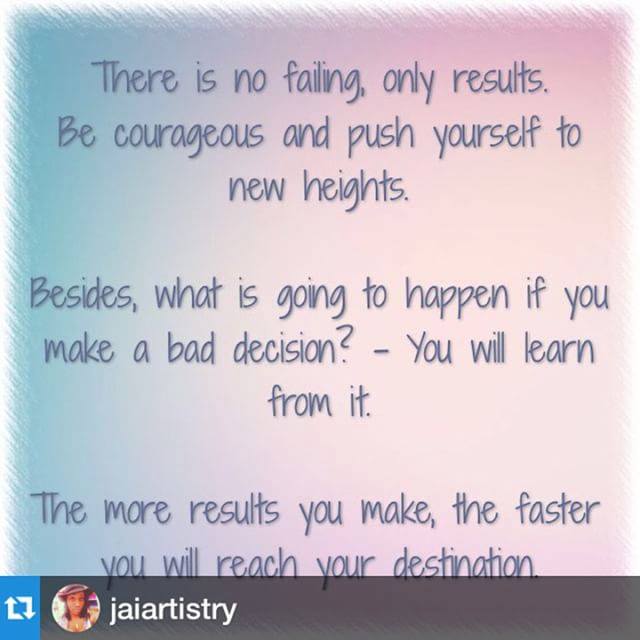 There is no failing, only results.
Be courageous and push yourself to
new heights.
Besides, what is going to happen if you
make a bad decision? - You will learn
from it.
The more results you make, the faster
you will reach your destination.
jaiartistry